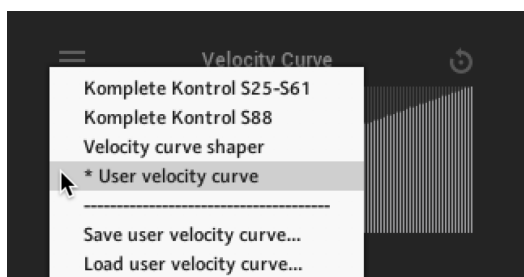 Velocity Curve
Komplete Kontrol S25-S61
Komplete Kontrol S88
Velocity curve shaper
* User velocity curve
-------------------------------------
Save user velocity curve...
Load user velocity curve...